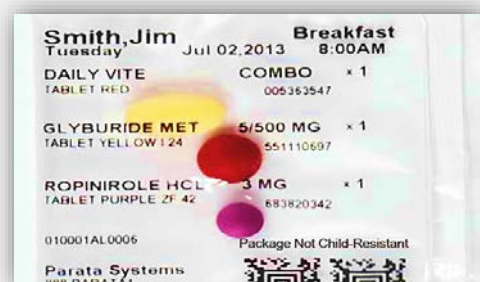 Smith,Jim Breakfast
Tuesday Jul 02,2013 8:00AM
DAILY VITE COMBO x 1
TABLET RED 005363547
GLYBURIDE MET 5/500 MG x 1
TABLET YELLOW I 24 551110697
ROPINIROLE HCL 3 MG x 1
TABLET PURPLE ZF 42 683820342
010001AL0006 Package Not Child-Resistant
Parata Systems